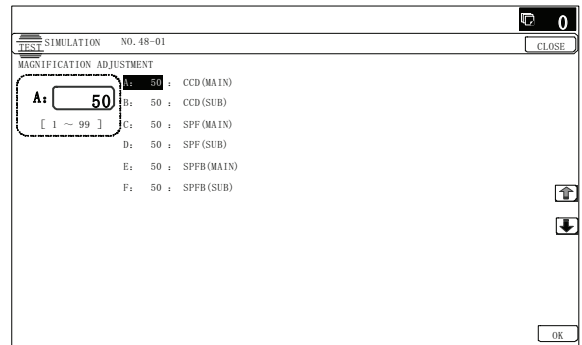 0
TEST SIMULATION NO.48-01
CLOSE
MAGNIFICATION ADJUSTMENT
A: 50
[ 1 ~ 99 ]
A: 50 : CCD(MAIN)
B: 50 : CCD(SUB)
C: 50 : SPF(MAIN)
D: 50 : SPF(SUB)
E: 50 : SPFB(MAIN)
F: 50 : SPFB(SUB)
OK